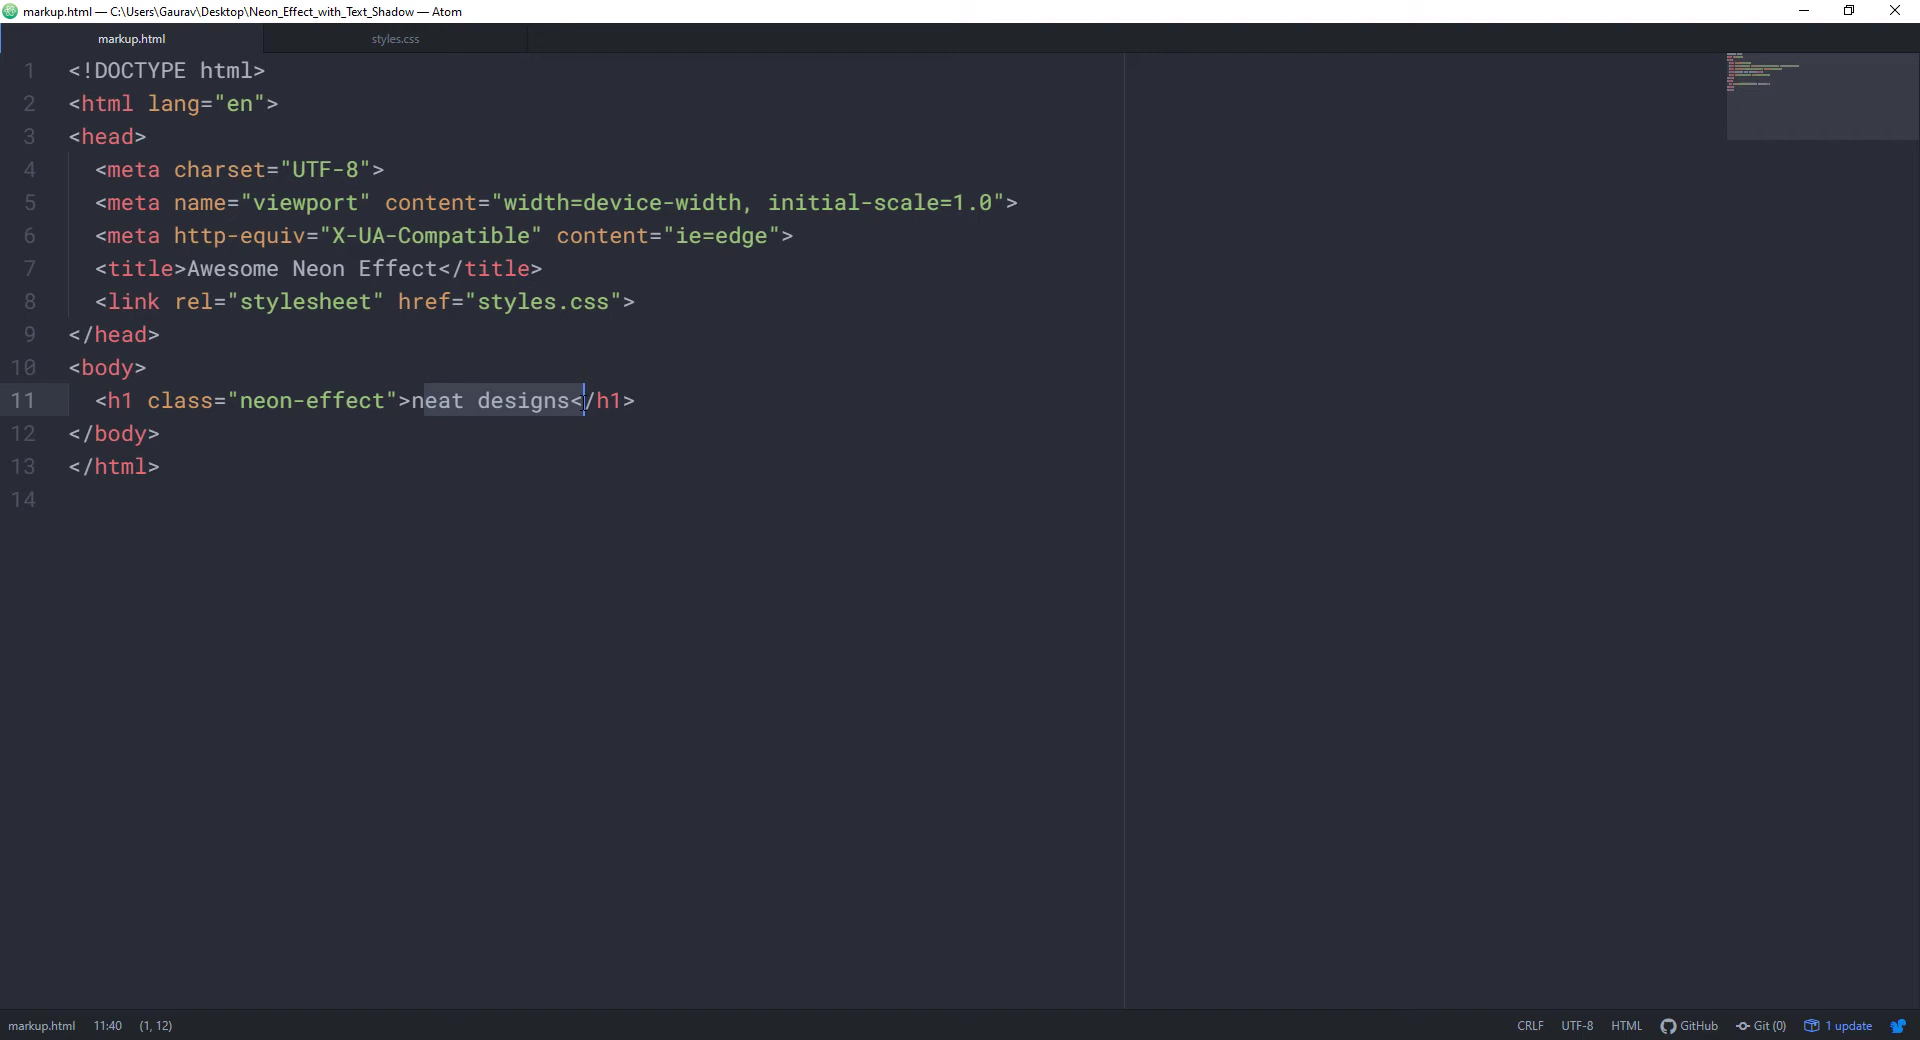 markup.html — C:\Users\Gaurav\Desktop\Neon_Effect_with_Text_Shadow — Atom
markup.html styles.css
1 <!DOCTYPE html>
2 <html lang="en">
3 <head>
4 <meta charset="UTF-8">
5 <meta name="viewport" content="width=device-width, initial-scale=1.0">
6 <meta http-equiv="X-UA-Compatible" content="ie=edge">
7 <title>Awesome Neon Effect</title>
8 <link rel="stylesheet" href="styles.css">
9 </head>
10 <body>
11 <h1 class="neon-effect">neat designs</h1>
12 </body>
13 </html>
14
markup.html 11:40 (1, 12) CRLF UTF-8 HTML GitHub Git (0) 1 update